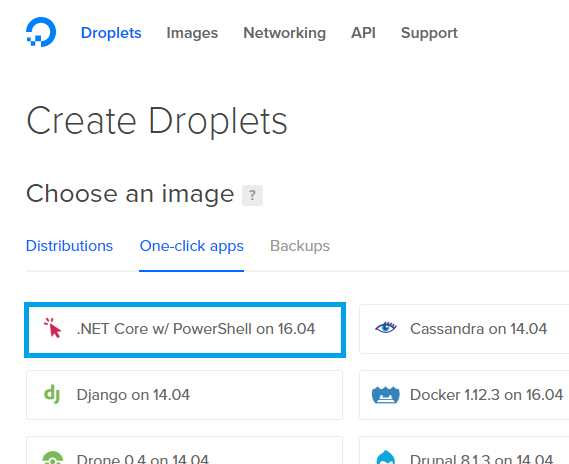 Droplets Images Networking API Support
Create Droplets
Choose an image ?
Distributions One-click apps Backups
.NET Core w/ PowerShell on 16.04 Cassandra on 14.04
Django on 14.04 Docker 1.12.3 on 16.04
Drone 0.4 on 14.04 Drupal 8.1.3 on 14.04